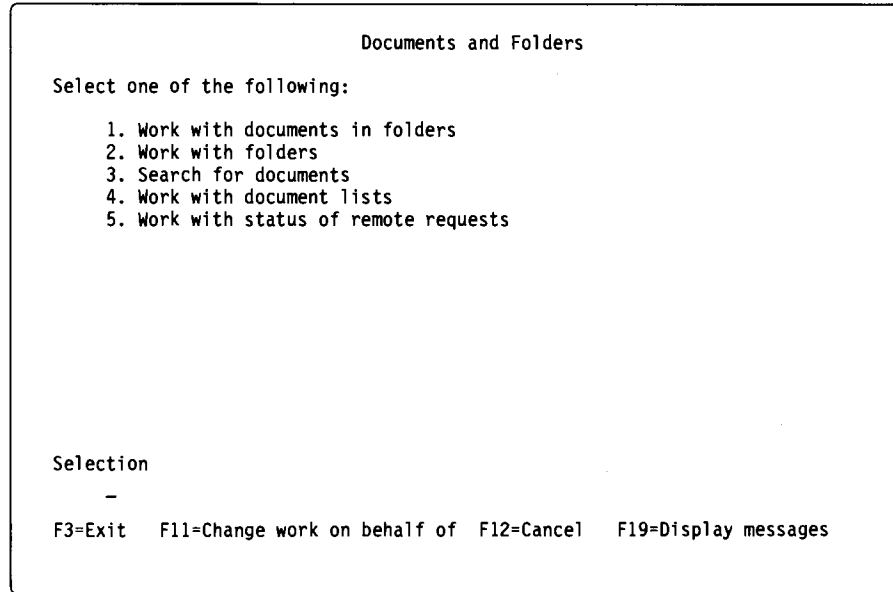 Documents and Folders
Select one of the following:
1. Work with documents in folders
2. Work with folders
3. Search for documents
4. Work with document lists
5. Work with status of remote requests
Selection
_
F3=Exit   F11=Change work on behalf of  F12=Cancel   F19=Display messages